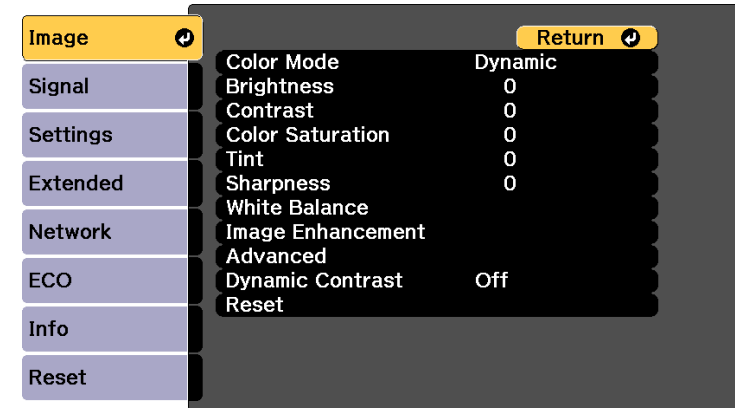 Image
Signal
Settings
Extended
Network
ECO
Info
Reset
Return
Color Mode Dynamic
Brightness 0
Contrast 0
Color Saturation 0
Tint 0
Sharpness 0
White Balance
Image Enhancement
Advanced
Dynamic Contrast Off
Reset